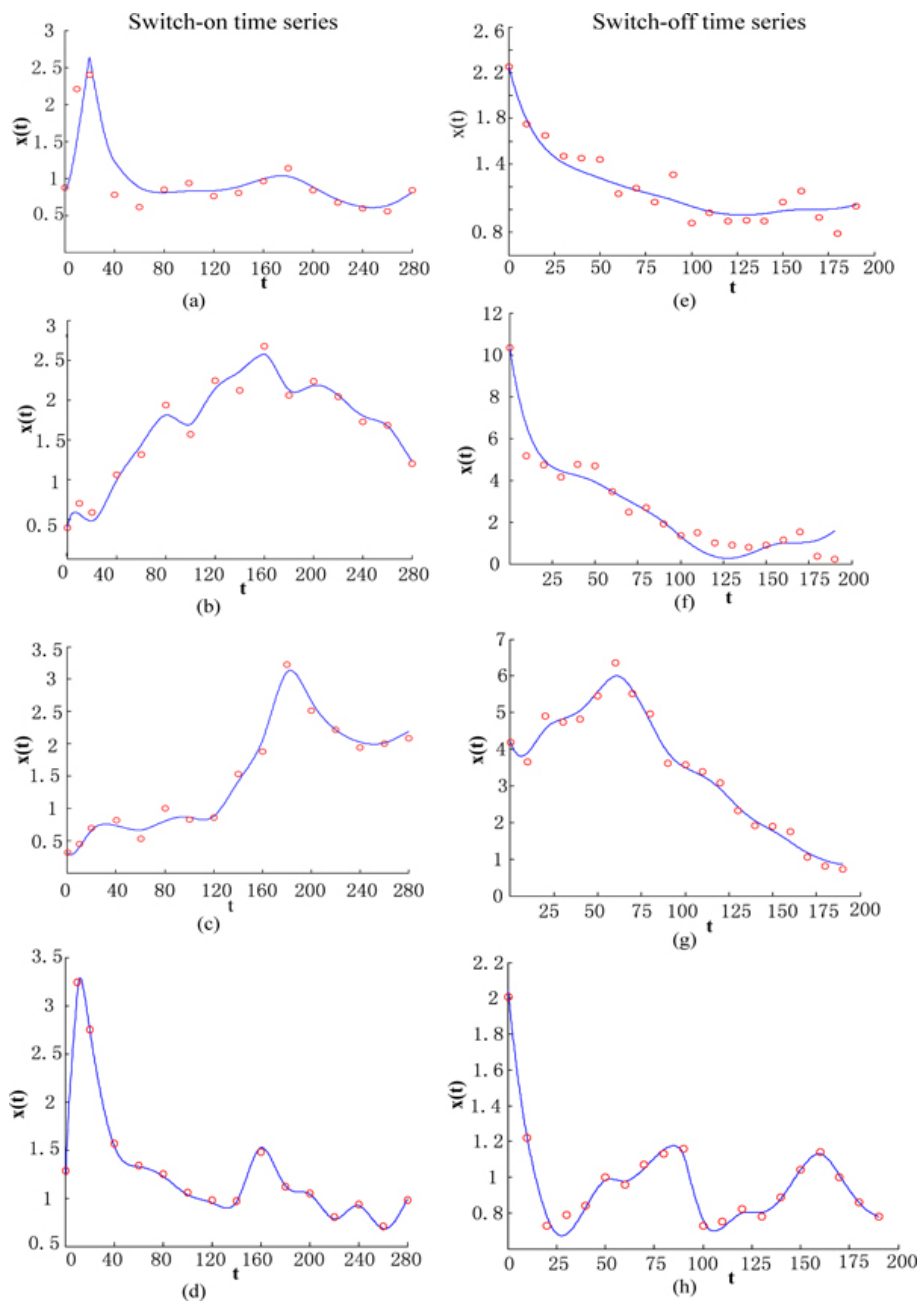 Switch-on time series
Switch-off time series
3
2.5
2
1.5
1
0.5
x(t)
0 40 80 120 160 200 240 280
t
(a)
2.6
2.2
1.8
1.4
0.8
x(t)
0 25 50 75 100 125 150 175 200
t
(e)
3
2.5
2
1.5
1
0.5
x(t)
0 40 80 120 160 200 240 280
t
(b)
12
10
8
6
4
2
0
x(t)
25 50 75 100 125 150 175 200
t
(f)
3.5
3
2.5
2
1.5
1
0.5
x(t)
0 40 80 120 160 200 240 280
t
(c)
7
6
5
4
3
2
1
0
x(t)
25 50 75 100 125 150 175 200
t
(g)
3.5
3
2.5
2
1.5
1
0.5
x(t)
0 40 80 120 160 200 240 280
t
(d)
2.2
2
1.8
1.6
1.4
1.2
1
0.8
x(t)
0 25 50 75 100 125 150 175 200
t
(h)